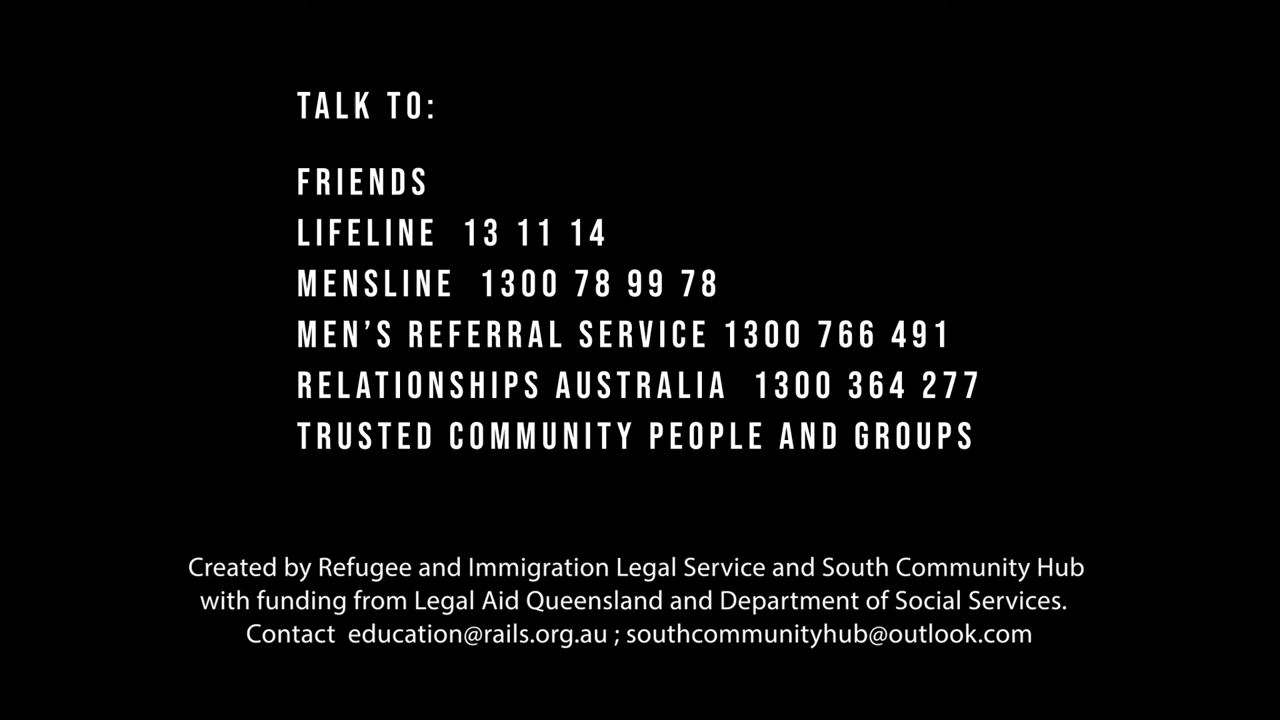 TALK TO:
FRIENDS
LIFELINE 13 11 14
MENSLINE 1300 78 99 78
MEN'S REFERRAL SERVICE 1300 766 491
RELATIONSHIPS AUSTRALIA 1300 364 277
TRUSTED COMMUNITY PEOPLE AND GROUPS
Created by Refugee and Immigration Legal Service and South Community Hub
with funding from Legal Aid Queensland and Department of Social Services.
Contact education@rails.org.au ; southcommunityhub@outlook.com